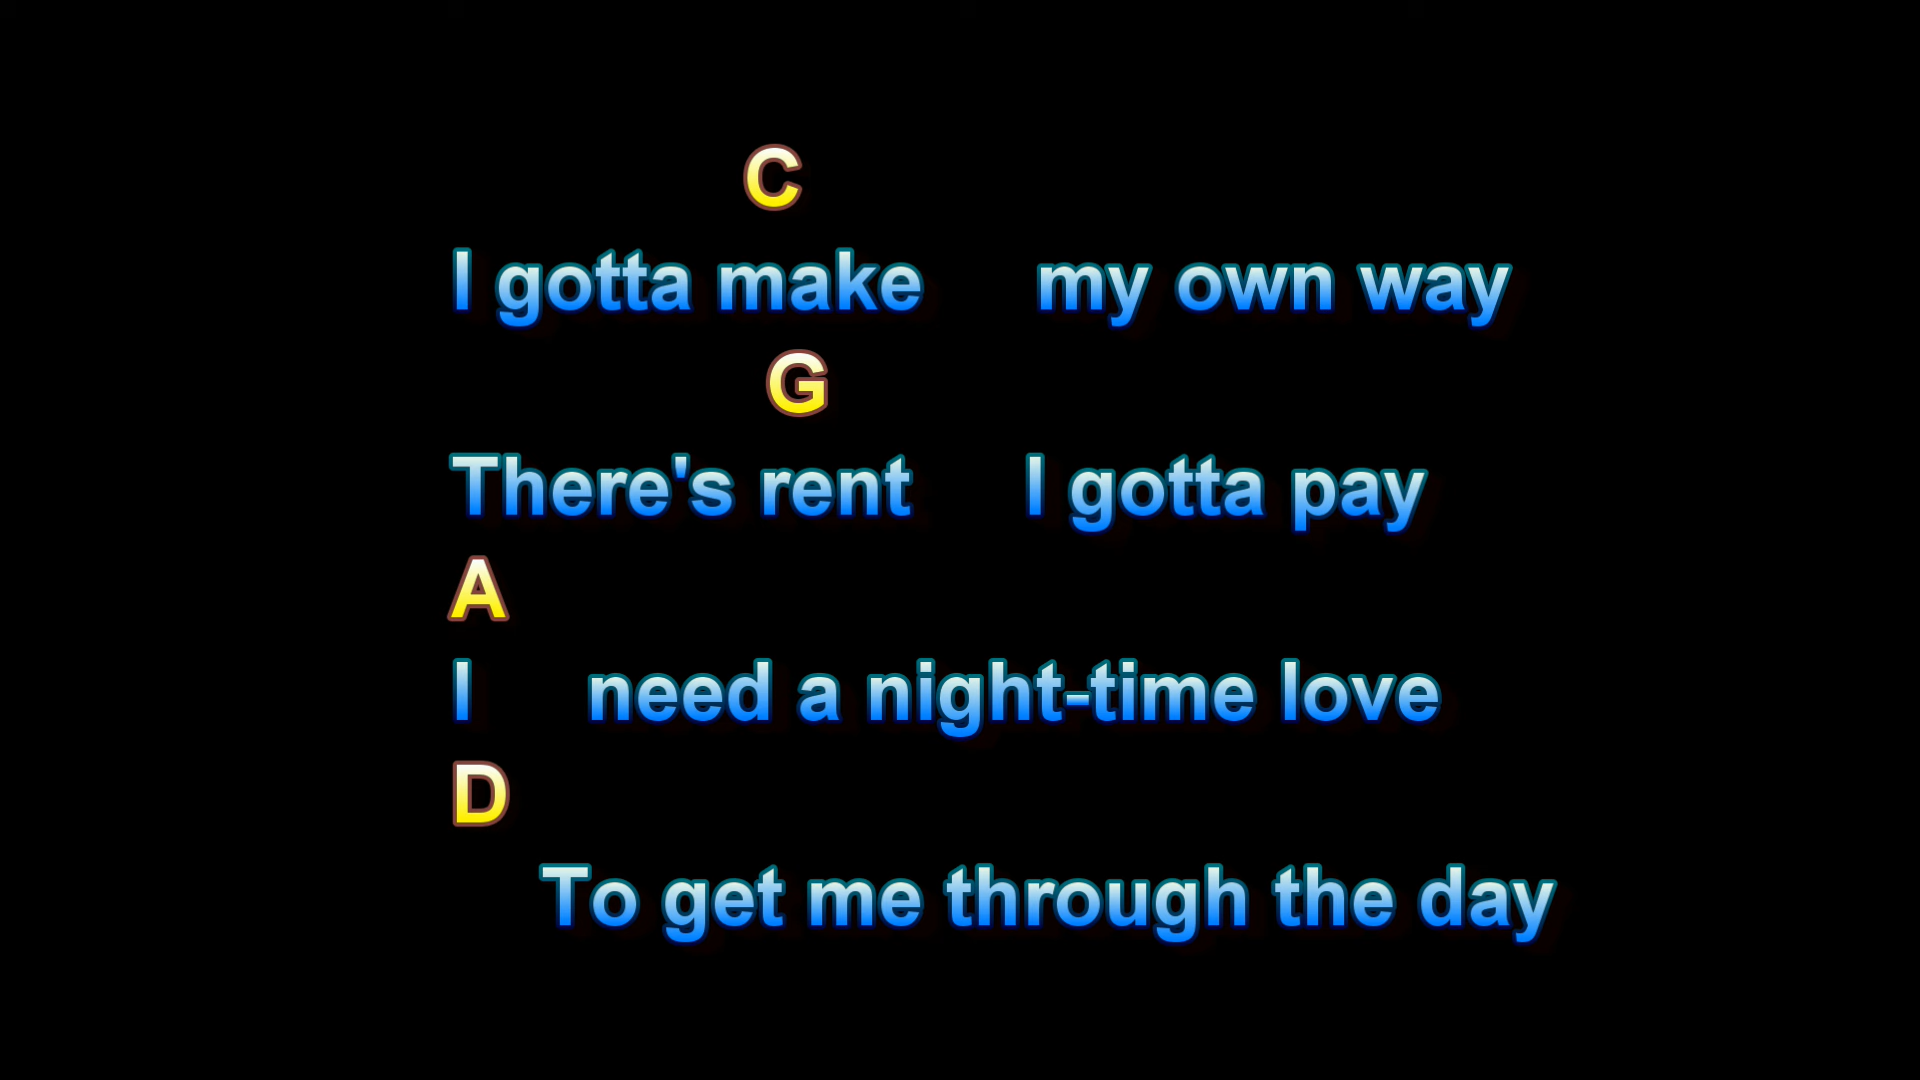 C
I gotta make my own way
G
There's rent I gotta pay
A
I need a night-time love
D
To get me through the day